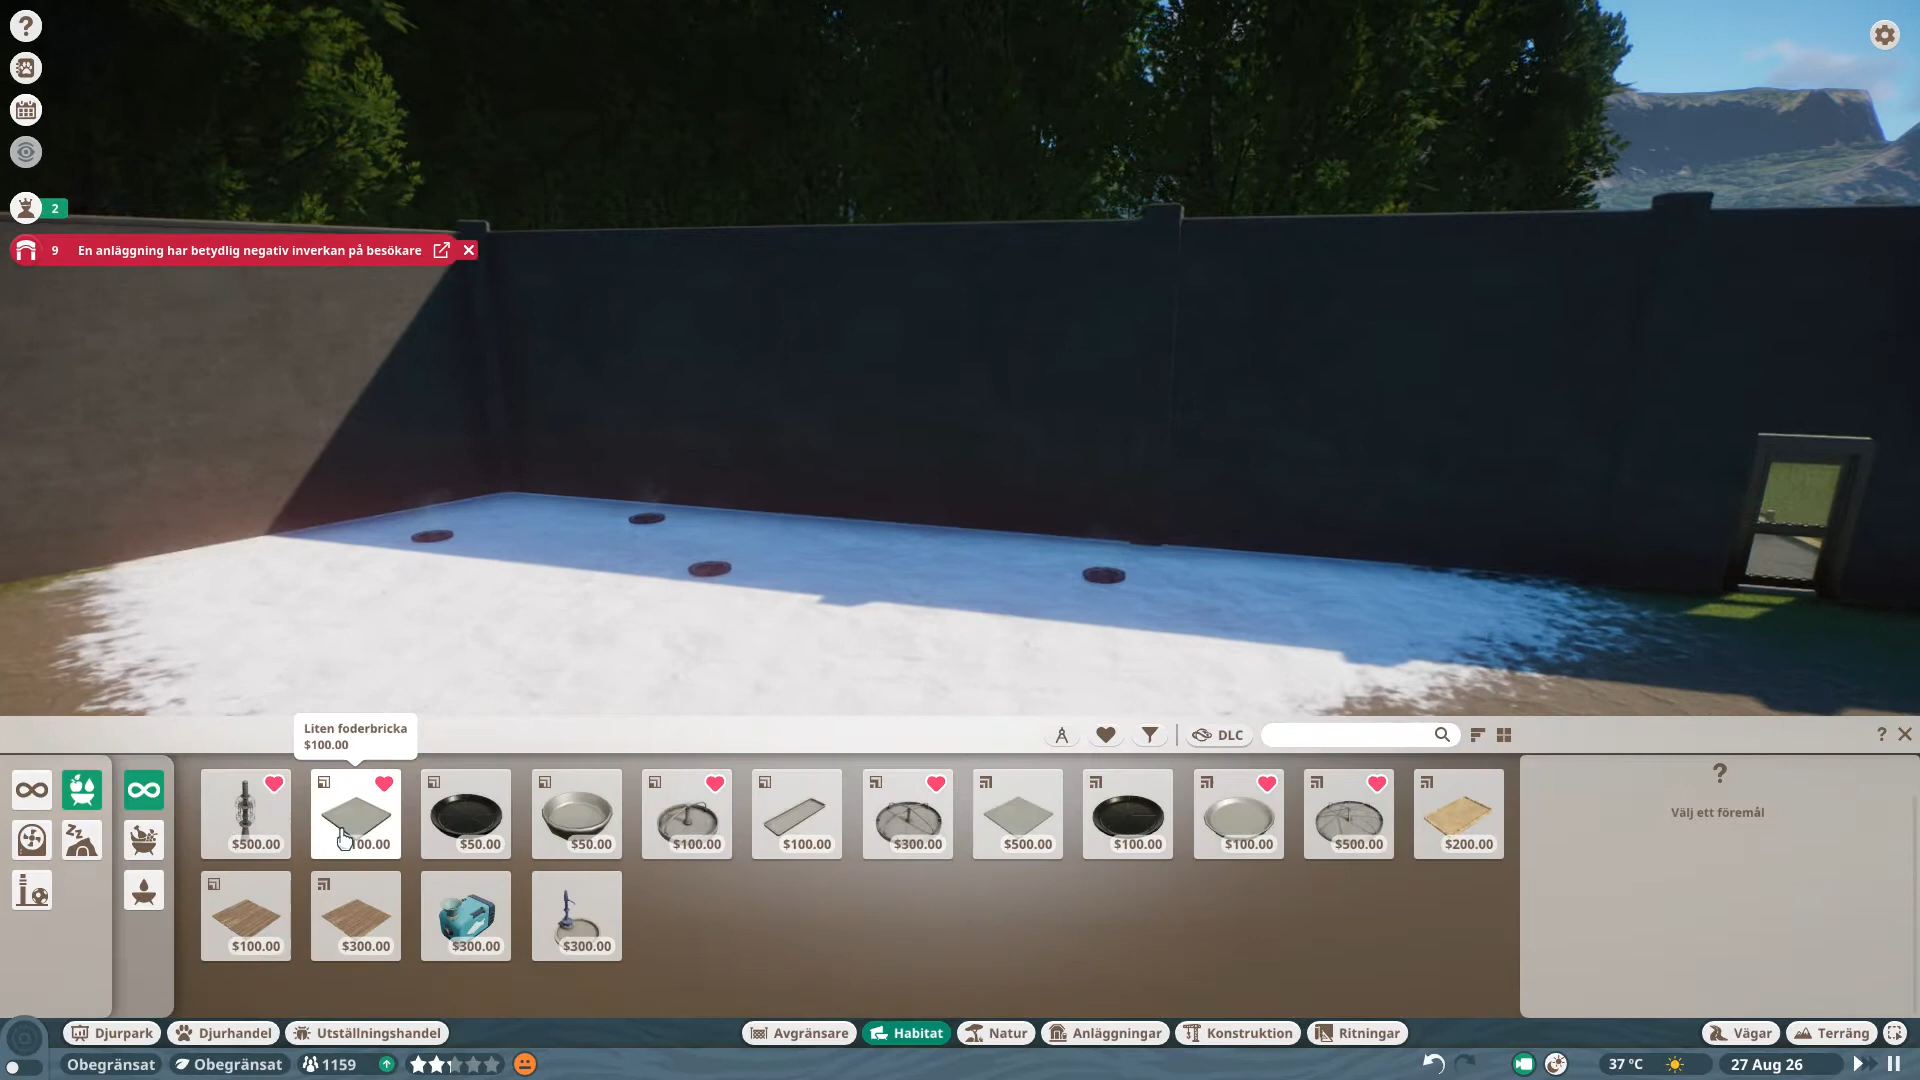 2
9 En anläggning har betydlig negativ inverkan på besökare
Liten foderbricka
$100.00
DLC
$500.00
100.00
$50.00
$50.00
$100.00
$100.00
$300.00
$500.00
$100.00
$100.00
$500.00
$200.00
$100.00
$300.00
$300.00
$300.00
?
Välj ett föremål
Djurpark
Djurhandel
Utställningshandel
Avgränsare
Habitat
Natur
Anläggningar
Konstruktion
Ritningar
Vägar
Terräng
Obegränsat
Obegränsat
1159
37 °C
27 Aug 26